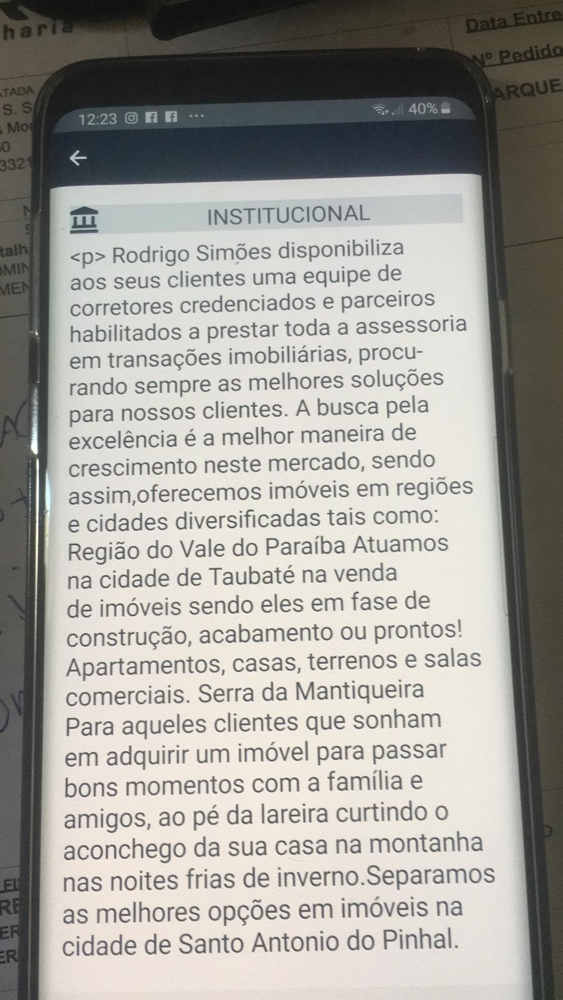 haria
Data Entre
Nº Pedido
ARQUE
TADA
S. S
s Mo
3321
talh
OMIN
MEN
12:23 ... 40%
INSTITUCIONAL
<p> Rodrigo Simões disponibiliza
aos seus clientes uma equipe de
corretores credenciados e parceiros
habilitados a prestar toda a assessoria
em transações imobiliárias, procu-
rando sempre as melhores soluções
para nossos clientes. A busca pela
excelência é a melhor maneira de
crescimento neste mercado, sendo
assim,oferecemos imóveis em regiões
e cidades diversificadas tais como:
Região do Vale do Paraíba Atuamos
na cidade de Taubaté na venda
de imóveis sendo eles em fase de
construção, acabamento ou prontos!
Apartamentos, casas, terrenos e salas
comerciais. Serra da Mantiqueira
Para aqueles clientes que sonham
em adquirir um imóvel para passar
bons momentos com a família e
amigos, ao pé da lareira curtindo o
aconchego da sua casa na montanha
nas noites frias de inverno.Separamos
as melhores opções em imóveis na
cidade de Santo Antonio do Pinhal.